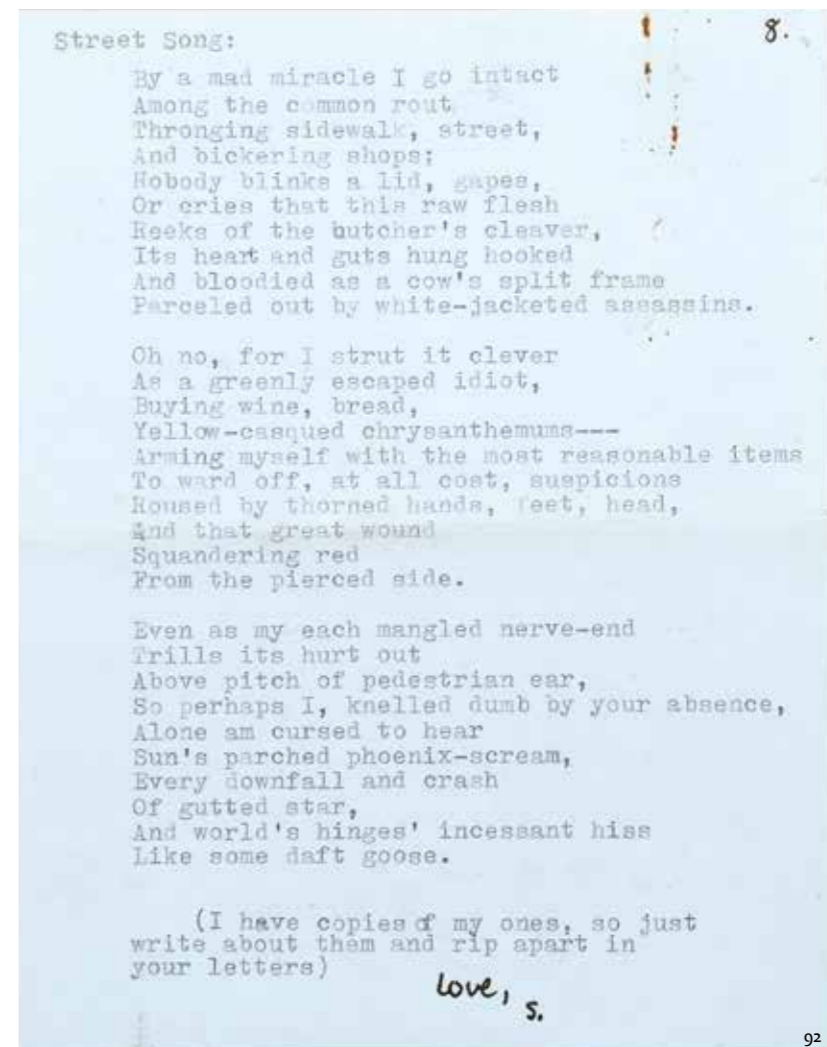 8.
Street Song:
By a mad miracle I go intact
Among the common rout
Thronging sidewalk, street,
And bickering shops;
Nobody blinks a lid, gapes,
Or cries that this raw flesh
Reeks of the butcher's cleaver,
Its heart and guts hung hooked
And bloodied as a cow's split frame
Parceled out by white-jacketed assassins.
Oh no, for I strut it clever
As a greenly escaped idiot,
Buying wine, bread,
Yellow-casqued chrysanthemums---
Arming myself with the most reasonable items
To ward off, at all cost, suspicions
Roused by thorned hands, feet, head,
And that great wound
Squandering red
From the pierced side.
Even as my each mangled nerve-end
Trills its hurt out
Above pitch of pedestrian ear,
So perhaps I, knelled dumb by your absence,
Alone am cursed to hear
Sun's parched phoenix-scream,
Every downfall and crash
Of gutted star,
And world's hinges' incessant hiss
Like some daft goose.
(I have copies of my ones, so just
write about them and rip apart in
your letters)
love,
s.
92